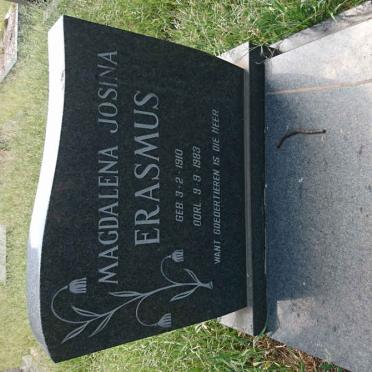 MAGDALENA JOSINA
ERASMUS
GEB 3-2-1910
OORL 9-9-1983
WANT GOEDERTIEREN IS DIE HEER